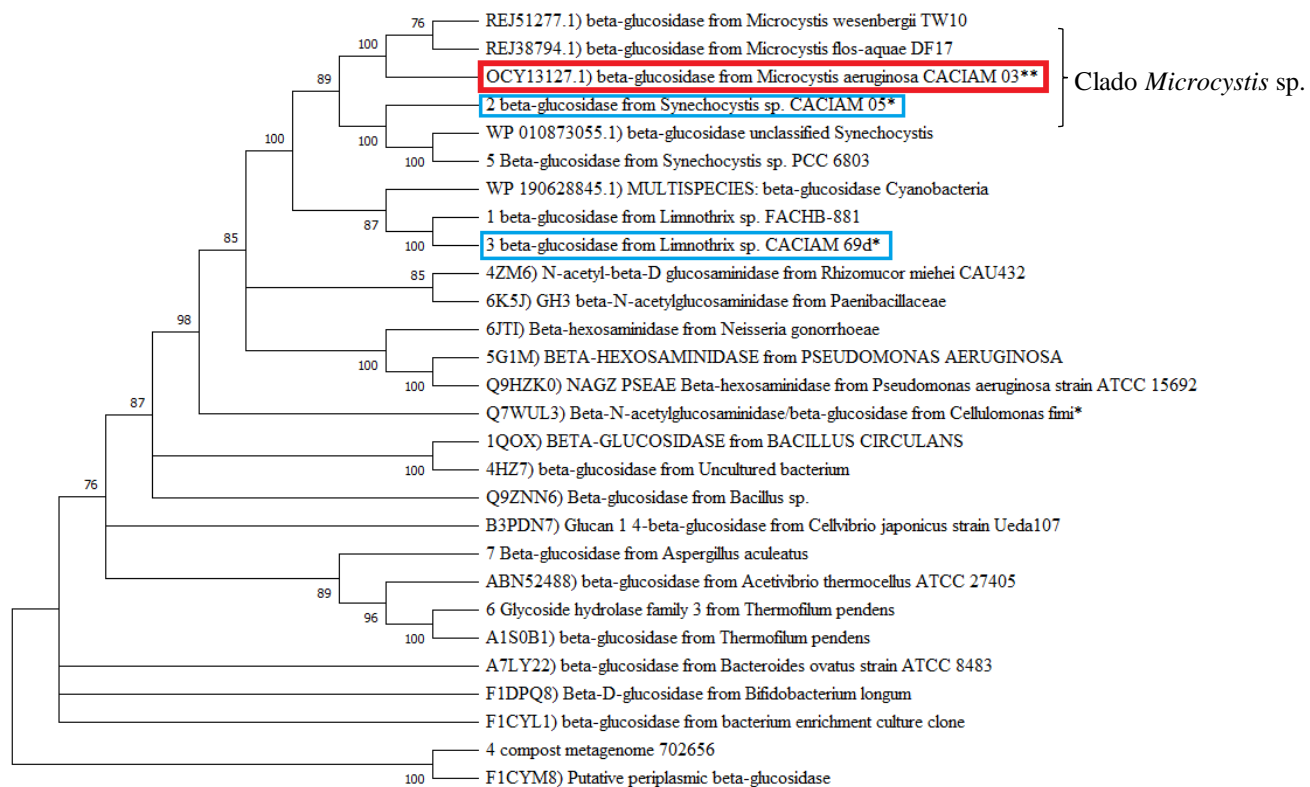 REJ51277.1) beta-glucosidase from Microcystis wesenbergii TW10
REJ38794.1) beta-glucosidase from Microcystis flos-aquae DF17
OCY13127.1) beta-glucosidase from Microcystis aeruginosa CACIAM 03**
2 beta-glucosidase from Synechocystis sp. CACIAM 05*
WP 010873055.1) beta-glucosidase unclassified Synechocystis
5 Beta-glucosidase from Synechocystis sp. PCC 6803
WP 190628845.1) MULTISPECIES: beta-glucosidase Cyanobacteria
1 beta-glucosidase from Limnothrix sp. FACHB-881
3 beta-glucosidase from Limnothrix sp. CACIAM 69d*
4ZM6) N-acetyl-beta-D glucosaminidase from Rhizomucor miehei CAU432
6K5J) GH3 beta-N-acetylglucosaminidase from Paenibacillaceae
6JTI) Beta-hexosaminidase from Neisseria gonorrhoeae
5G1M) BETA-HEXOSAMINIDASE from PSEUDOMONAS AERUGINOSA
Q9HZK0) NAGZ PSEAE Beta-hexosaminidase from Pseudomonas aeruginosa strain ATCC 15692
Q7WUL3) Beta-N-acetylglucosaminidase/beta-glucosidase from Cellulomonas fimi*
1QOX) BETA-GLUCOSIDASE from BACILLUS CIRCULANS
4HZ7) beta-glucosidase from Uncultured bacterium
Q9ZNN6) Beta-glucosidase from Bacillus sp.
B3PDN7) Glucan 1 4-beta-glucosidase from Cellvibrio japonicus strain Ueda107
7 Beta-glucosidase from Aspergillus aculeatus
ABN52488) beta-glucosidase from Acetivibrio thermocellus ATCC 27405
6 Glycoside hydrolase family 3 from Thermofilum pendens
A1S0B1) beta-glucosidase from Thermofilum pendens
A7LY22) beta-glucosidase from Bacteroides ovatus strain ATCC 8483
F1DPQ8) Beta-D-glucosidase from Bifidobacterium longum
F1CYL1) beta-glucosidase from bacterium enrichment culture clone
4 compost metagenome 702656
F1CYM8) Putative periplasmic beta-glucosidase
Clado Microcystis sp.
76
100
89
100
100
100
87
100
85
85
98
100
100
87
100
76
89
96
100
100